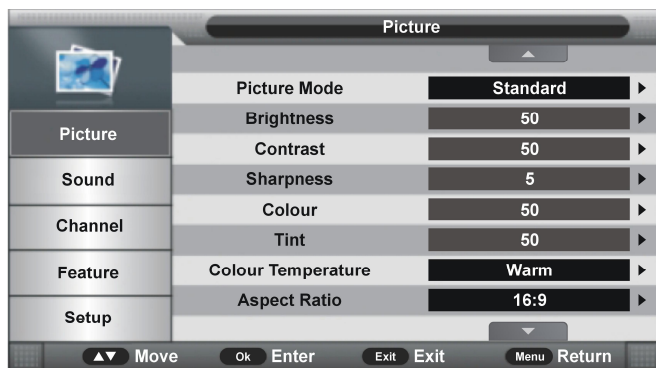 Picture
Picture Mode Standard
Brightness 50
Contrast 50
Sharpness 5
Colour 50
Tint 50
Colour Temperature Warm
Aspect Ratio 16:9
Picture
Sound
Channel
Feature
Setup
Move Ok Enter Exit Exit Menu Return